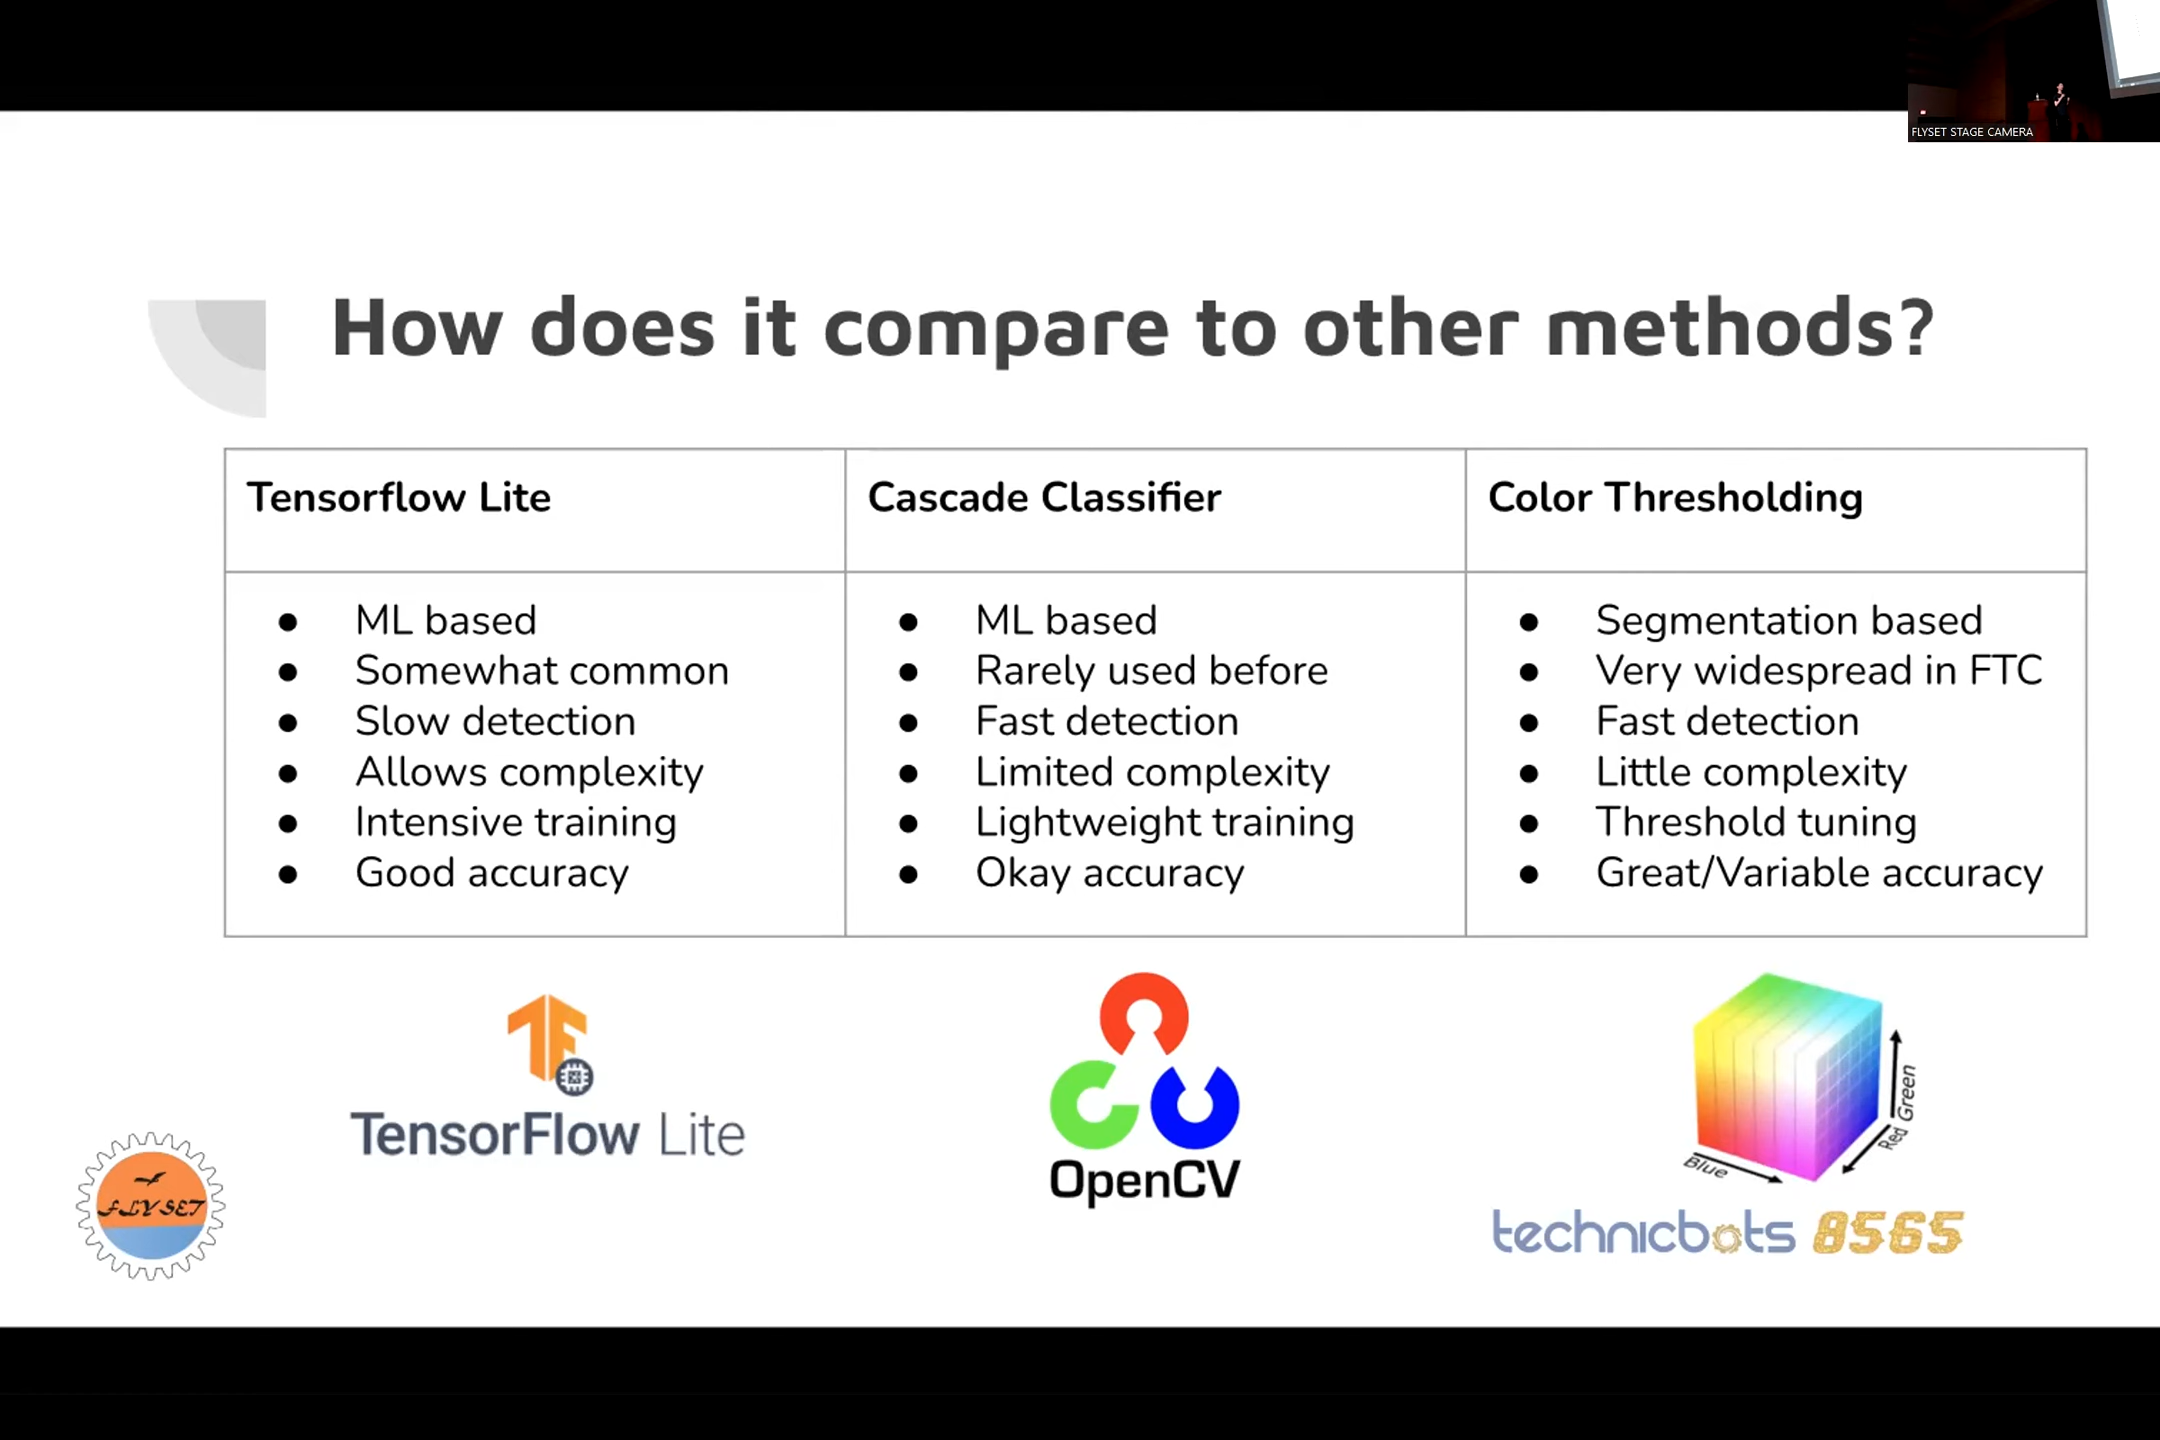 FLYSET STAGE CAMERA
How does it compare to other methods?
Tensorflow Lite
Cascade Classifier
Color Thresholding
● ML based
● Somewhat common
● Slow detection
● Allows complexity
● Intensive training
● Good accuracy
● ML based
● Rarely used before
● Fast detection
● Limited complexity
● Lightweight training
● Okay accuracy
● Segmentation based
● Very widespread in FTC
● Fast detection
● Little complexity
● Threshold tuning
● Great/Variable accuracy
TensorFlow Lite
OpenCV
Blue
Red
Green
FLYSET
technicbots 8565